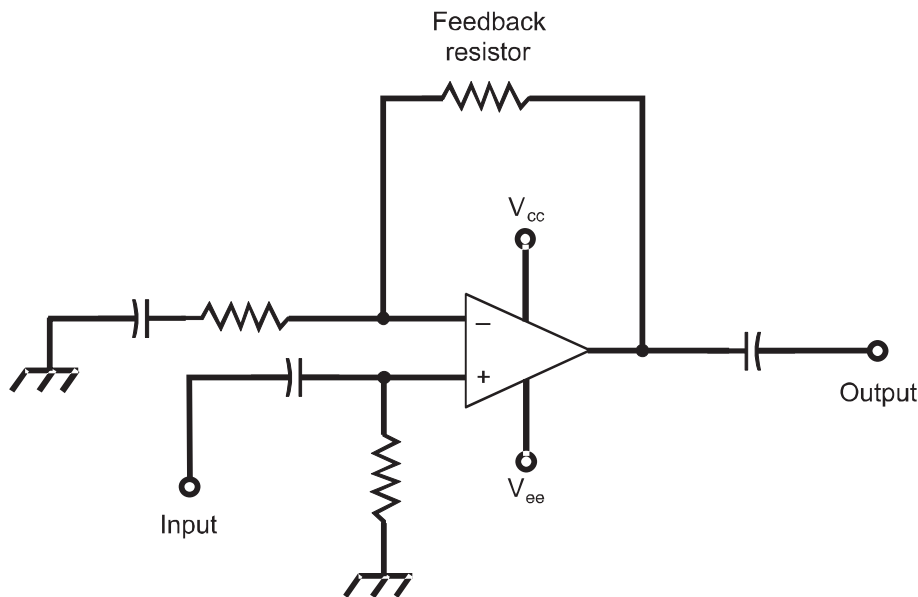 Feedback
resistor
Vcc
−
+
Output
Vee
Input